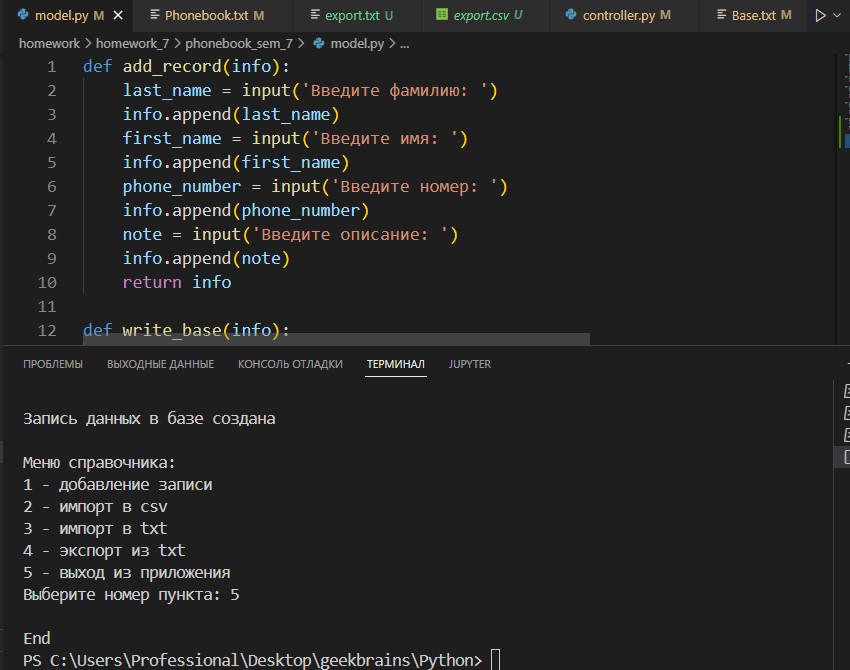 model.py M
Phonebook.txt M
export.txt U
export.csv U
controller.py M
Base.txt M
homework > homework_7 > phonebook_sem_7 > model.py > ...
1 def add_record(info):
2 last_name = input('Введите фамилию: ')
3 info.append(last_name)
4 first_name = input('Введите имя: ')
5 info.append(first_name)
6 phone_number = input('Введите номер: ')
7 info.append(phone_number)
8 note = input('Введите описание: ')
9 info.append(note)
10 return info
11
12 def write_base(info):
ПРОБЛЕМЫ ВЫХОДНЫЕ ДАННЫЕ КОНСОЛЬ ОТЛАДКИ ТЕРМИНАЛ JUPYTER
Запись данных в базе создана
Меню справочника:
1 - добавление записи
2 - импорт в csv
3 - импорт в txt
4 - экспорт из txt
5 - выход из приложения
Выберите номер пункта: 5
End
PS C:\Users\Professional\Desktop\geekbrains\Python>